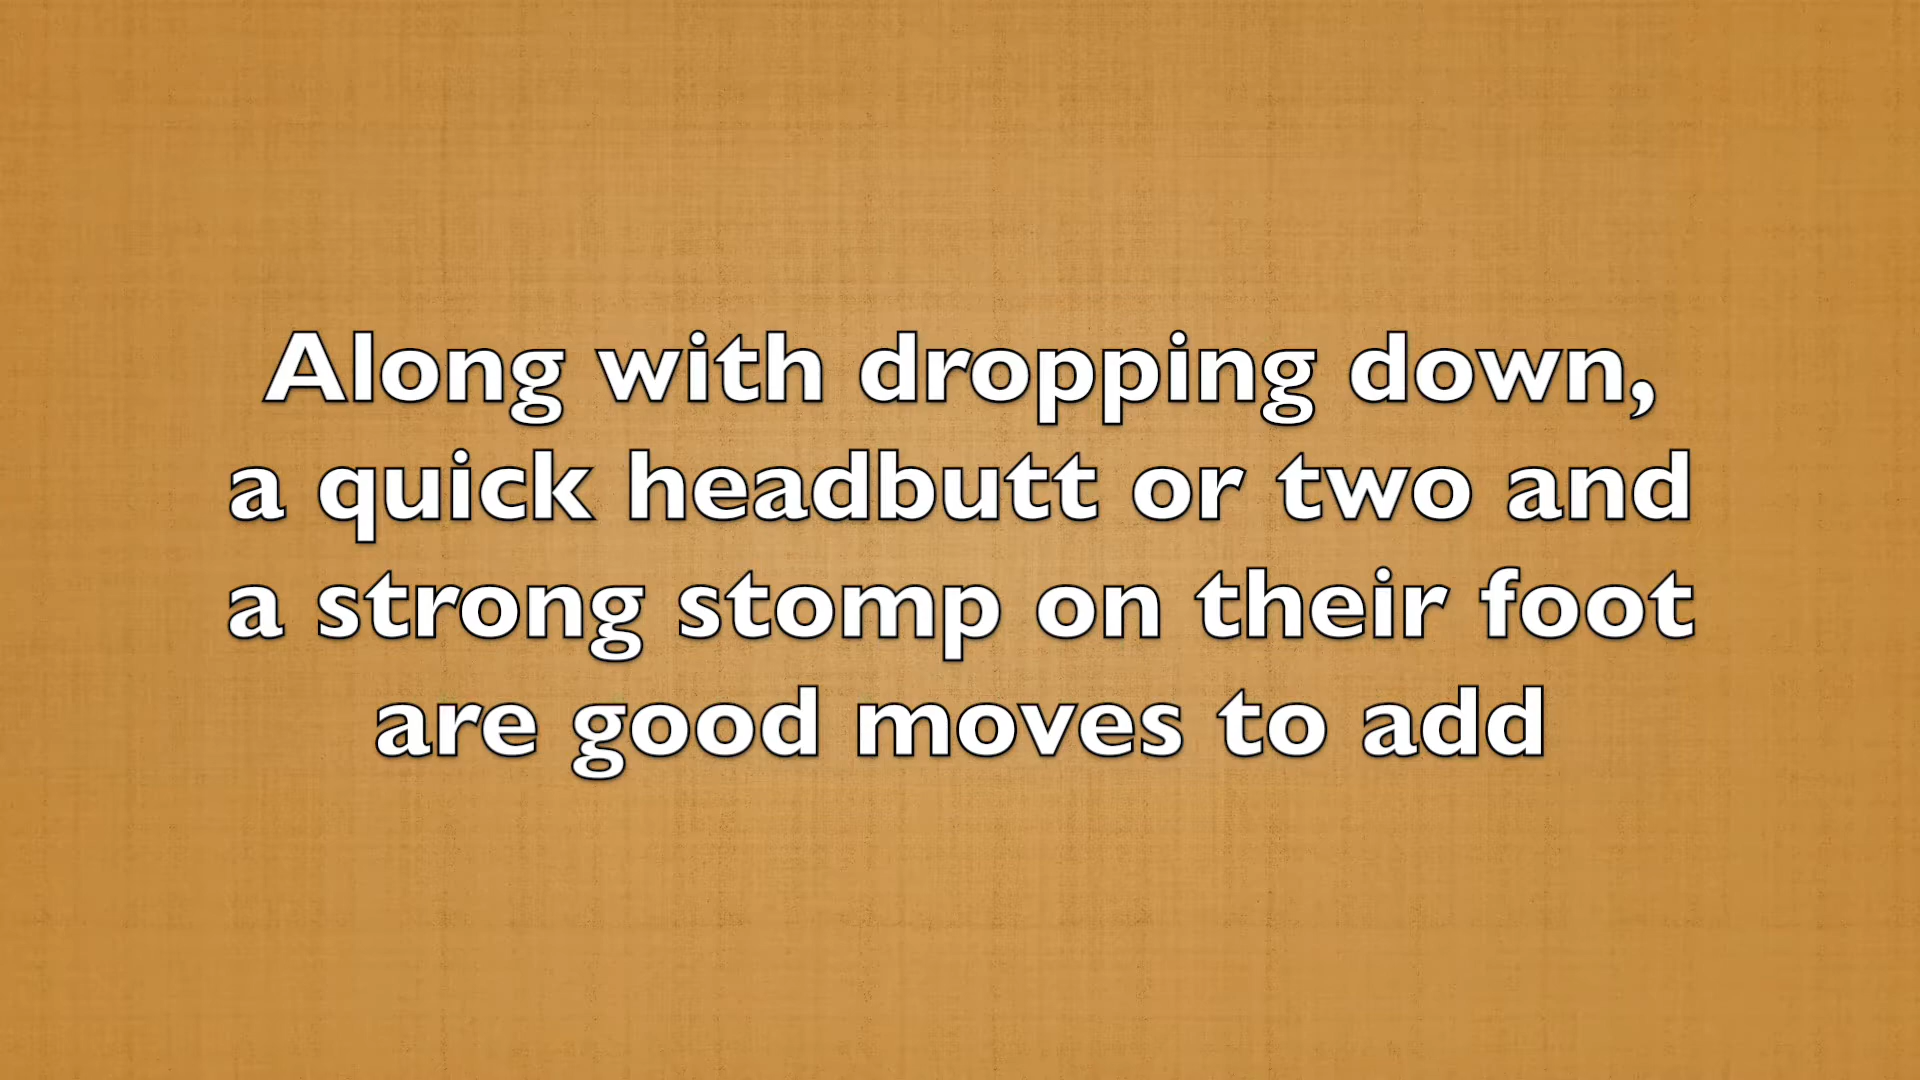 Along with dropping down,
a quick headbutt or two and
a strong stomp on their foot
are good moves to add